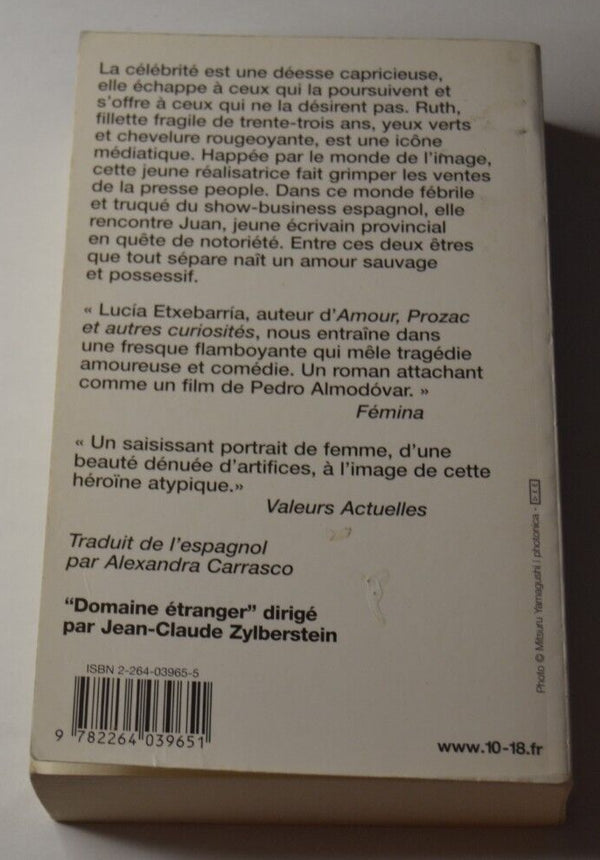 La célébrité est une déesse capricieuse,
elle échappe à ceux qui la poursuivent et
s'offre à ceux qui ne la désirent pas. Ruth,
fillette fragile de trente-trois ans, yeux verts
et chevelure rougeoyante, est une icône
médiatique. Happée par le monde de l'image,
cette jeune réalisatrice fait grimper les ventes
de la presse people. Dans ce monde fébrile
et truqué du show-business espagnol, elle
rencontre Juan, jeune écrivain provincial
en quête de notoriété. Entre ces deux êtres
que tout sépare naît un amour sauvage
et possessif.
« Lucía Etxebarría, auteur d'Amour, Prozac
et autres curiosités, nous entraîne dans
une fresque flamboyante qui mêle tragédie
amoureuse et comédie. Un roman attachant
comme un film de Pedro Almodóvar. »
Fémina
« Un saisissant portrait de femme, d'une
beauté dénuée d'artifices, à l'image de cette
héroïne atypique.»
Valeurs Actuelles
Traduit de l'espagnol
par Alexandra Carrasco
"Domaine étranger" dirigé
par Jean-Claude Zylberstein
ISBN 2-264-03965-5
9 782264 039651
www.10-18.fr
Photo © Mitsuru Yamagushi / photonica -